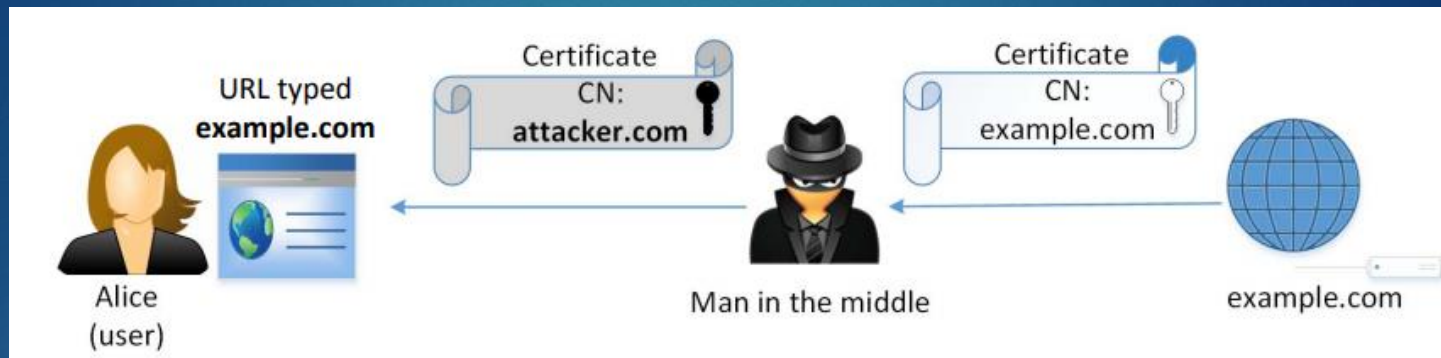 URL typed
example.com
Certificate
CN:
attacker.com
Certificate
CN:
example.com
Alice
(user)
Man in the middle
example.com